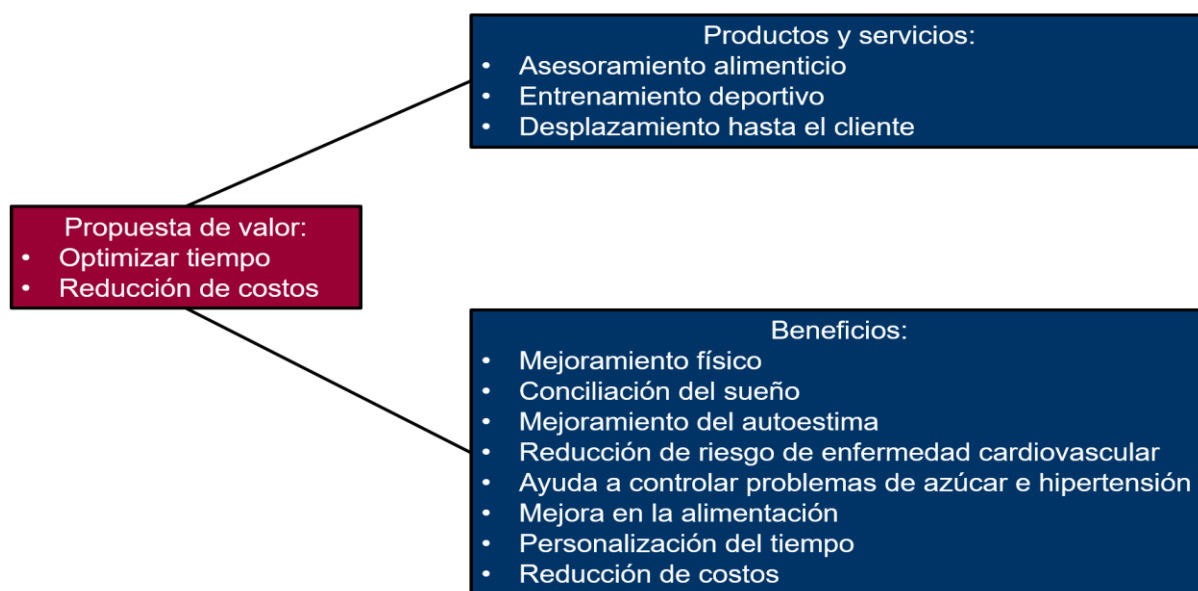 Productos y servicios:
• Asesoramiento alimenticio
• Entrenamiento deportivo
• Desplazamiento hasta el cliente
Propuesta de valor:
• Optimizar tiempo
• Reducción de costos
Beneficios:
• Mejoramiento físico
• Conciliación del sueño
• Mejoramiento del autoestima
• Reducción de riesgo de enfermedad cardiovascular
• Ayuda a controlar problemas de azúcar e hipertensión
• Mejora en la alimentación
• Personalización del tiempo
• Reducción de costos